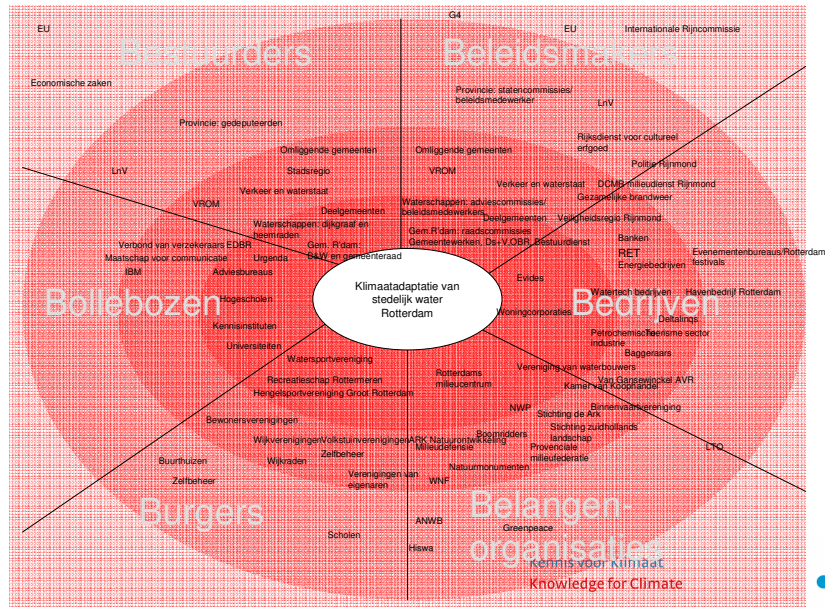 G4
EU
EU
Internationale Rijncommissie
Bestuurders
Beleidsmakers
Economische zaken
Provincie: statencommissies/
beleidsmedewerker
LnV
Provincie: gedeputeerden
Rijksdienst voor cultureel
erfgoed
Omliggende gemeenten
Omliggende gemeenten
Politie Rijnmond
LnV
Stadsregio
VROM
Verkeer en waterstaat
DCMR milieudienst Rijnmond
Verkeer en waterstaat
Gezamelijke brandweer
VROM
Waterschappen: adviescommissies/
beleidsmedewerkers
Deelgemeenten
Deelgemeenten
Veiligheidsregio Rijnmond
Waterschappen: dijkgraaf en
heemraden
Gem.R'dam: raadscommissies
Gemeentewerken, Ds+V,OBR, Bestuurdienst
Banken
Verbond van verzekeraars EDBR
Gem. R'dam:
B&W en gemeenteraad
RET
Evenementenbureaus/Rotterdam
festivals
Maatschap voor communicatie
Urgenda
Energiebedrijven
IBM
Adviesbureaus
Evides
Klimaatadaptatie van
stedelijk water
Rotterdam
Watertech bedrijven
Havenbedrijf Rotterdam
Bollebozen
Hogescholen
Bedrijven
Woningcorporaties
Deltalinqs
Kennisinstituten
Petrochemische
industrie
Toerisme sector
Universiteiten
Baggeraars
Watersportvereniging
Vereniging van waterbouwers
Rotterdams
milieucentrum
Recreatieschap Rottermeren
Van Gansewinckel AVR
Kamer van Koophandel
Hengelsportvereniging Groot Rotterdam
NWP
Binnenvaartvereniging
Stichting de Ark
Bewonersverenigingen
Stichting zuidhollands
landschap
Boomridders
Wijkverenigingen
Volkstuinverenigingen
ARK Natuurontwikkeling
Milieudefensie
Provenciale
milieufederatie
LTO
Zelfbeheer
Buurthuizen
Wijkraden
Natuurmonumenten
Zelfbeheer
Verenigingen van
eigenaren
WNF
Burgers
Belangen-
organisaties
ANWB
Greenpeace
Scholen
Hiswa
Kennis voor Klimaat
Knowledge for Climate